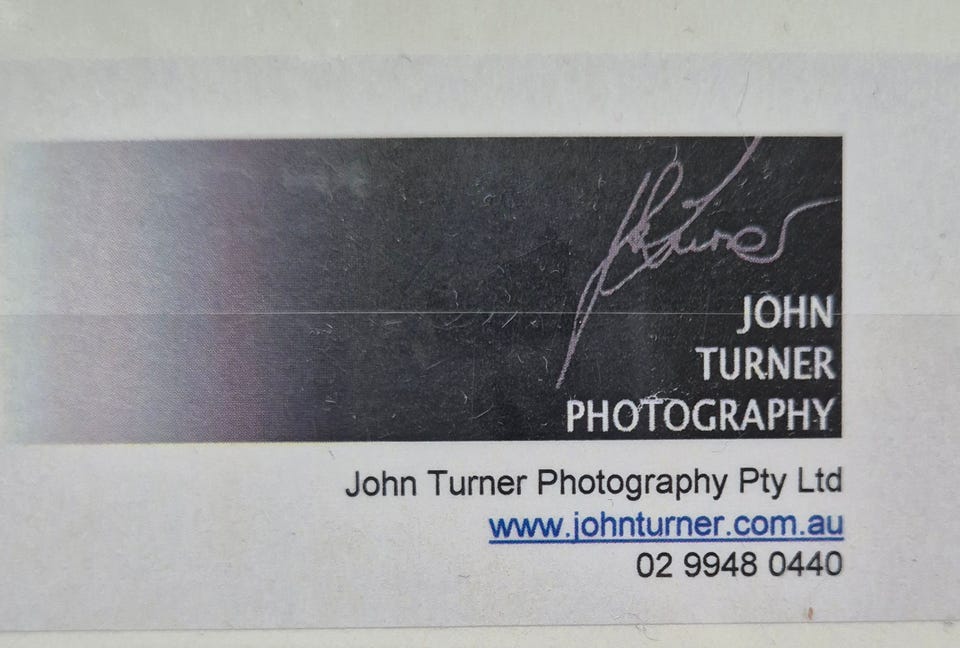 JOHN
TURNER
PHOTOGRAPHY
John Turner Photography Pty Ltd
www.johnturner.com.au
02 9948 0440